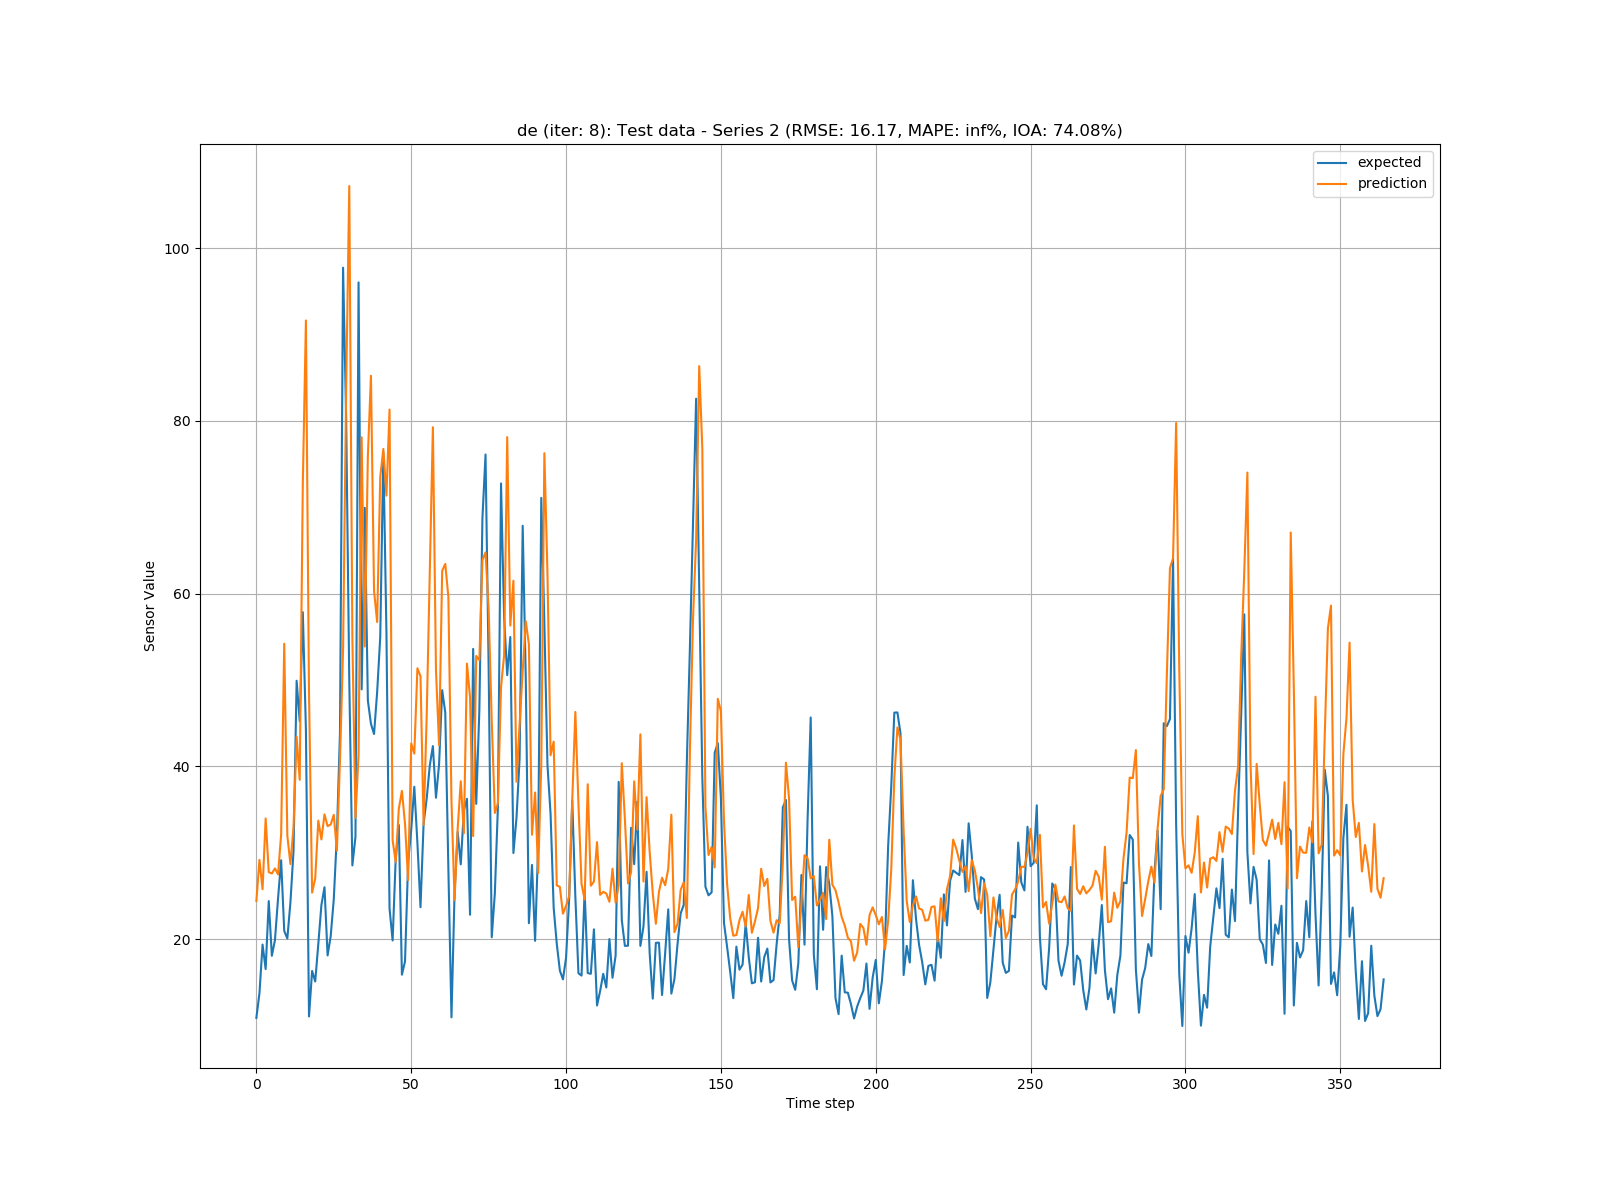 de (iter: 8): Test data - Series 2 (RMSE: 16.17, MAPE: inf%, IOA: 74.08%)
expected
prediction
100
80
60
40
20
Sensor Value
0 50 100 150 200 250 300 350
Time step